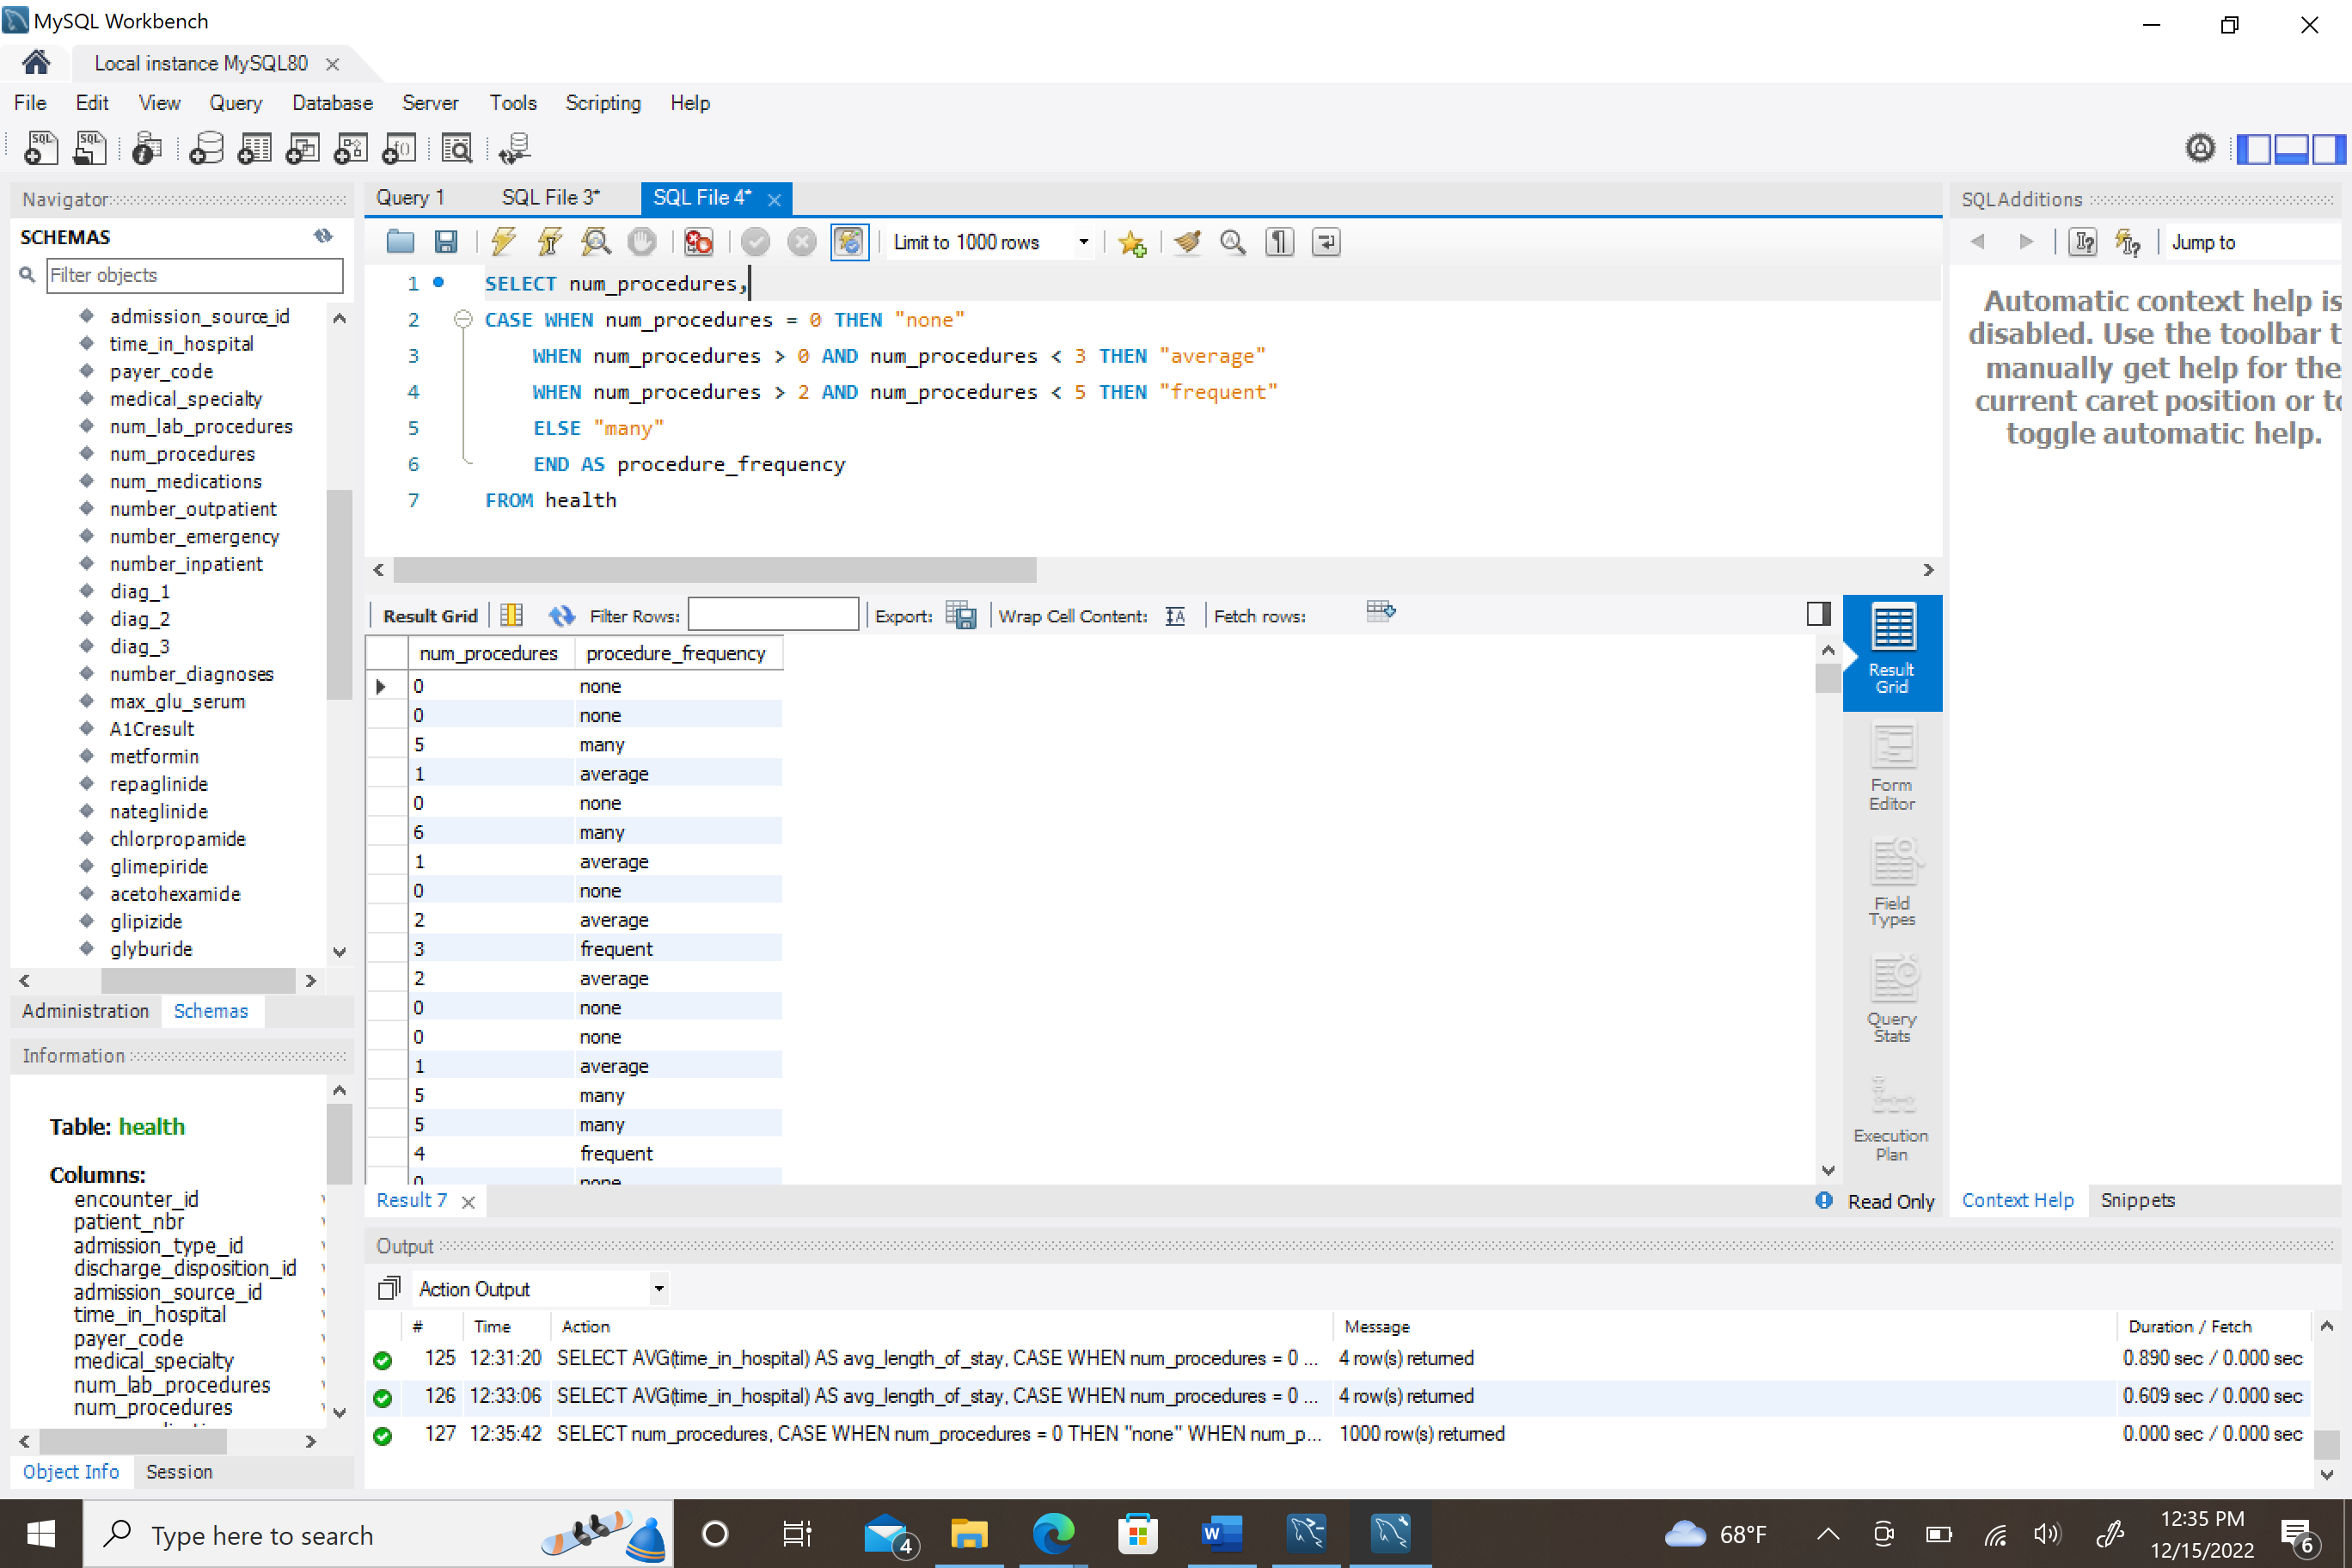 MySQL Workbench
Local instance MySQL80
File Edit View Query Database Server Tools Scripting Help
Navigator
SCHEMAS
Filter objects
admission_source_id
time_in_hospital
payer_code
medical_specialty
num_lab_procedures
num_procedures
num_medications
number_outpatient
number_emergency
number_inpatient
diag_1
diag_2
diag_3
number_diagnoses
max_glu_serum
A1Cresult
metformin
repaglinide
nateglinide
chlorpropamide
glimepiride
acetohexamide
glipizide
glyburide
Administration Schemas
Information
Table: health
Columns:
encounter_id
patient_nbr
admission_type_id
discharge_disposition_id
admission_source_id
time_in_hospital
payer_code
medical_specialty
num_lab_procedures
num_procedures
Object Info Session
Query 1 SQL File 3* SQL File 4*
Limit to 1000 rows
1 SELECT num_procedures,
2 CASE WHEN num_procedures = 0 THEN "none"
3 WHEN num_procedures > 0 AND num_procedures < 3 THEN "average"
4 WHEN num_procedures > 2 AND num_procedures < 5 THEN "frequent"
5 ELSE "many"
6 END AS procedure_frequency
7 FROM health
Result Grid Filter Rows: Export: Wrap Cell Content: Fetch rows:
num_procedures procedure_frequency
0 none
0 none
5 many
1 average
0 none
6 many
1 average
0 none
2 average
3 frequent
2 average
0 none
0 none
1 average
5 many
5 many
4 frequent
0 none
Result Grid
Form Editor
Field Types
Query Stats
Execution Plan
Result 7
Read Only
SQLAdditions
Jump to
Automatic context help is
disabled. Use the toolbar t
manually get help for the
current caret position or to
toggle automatic help.
Context Help Snippets
Output
Action Output
# Time Action Message Duration / Fetch
125 12:31:20 SELECT AVG(time_in_hospital) AS avg_length_of_stay, CASE WHEN num_procedures = 0 ... 4 row(s) returned 0.890 sec / 0.000 sec
126 12:33:06 SELECT AVG(time_in_hospital) AS avg_length_of_stay, CASE WHEN num_procedures = 0 ... 4 row(s) returned 0.609 sec / 0.000 sec
127 12:35:42 SELECT num_procedures, CASE WHEN num_procedures = 0 THEN "none" WHEN num_p... 1000 row(s) returned 0.000 sec / 0.000 sec
Type here to search
4
68°F
12:35 PM
12/15/2022
6